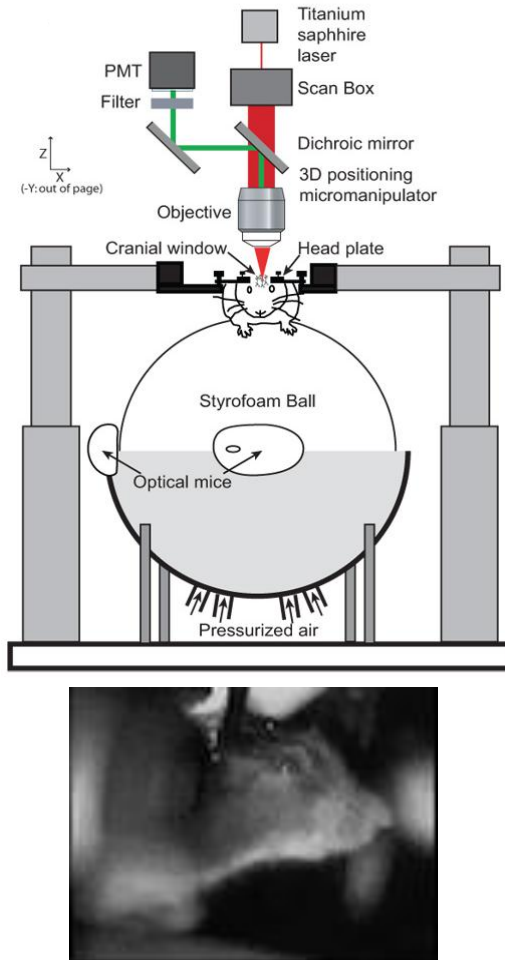 Titanium
saphhire
laser
PMT
Scan Box
Filter
Dichroic mirror
Z
X
(-Y: out of page)
3D positioning
micromanipulator
Objective
Cranial window
Head plate
Styrofoam Ball
Optical mice
Pressurized air